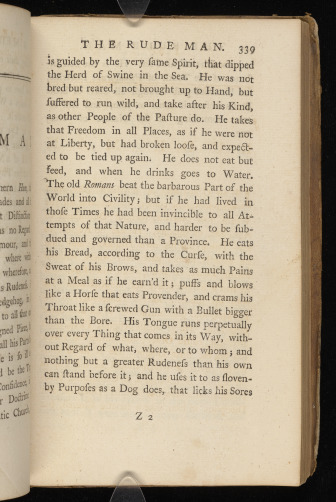 THE RUDE MAN. 339
is guided by the very ſame Spirit, that dipped
the Herd of Swine in the Sea. He was not
bred but reared, not brought up to Hand, but
ſuffered to run wild, and take after his Kind,
as other People of the Paſture do. He takes
that Freedom in all Places, as if he were not
at Liberty, but had broken looſe, and expect-
ed to be tied up again. He does not eat but
feed, and when he drinks goes to Water.
The old Romans beat the barbarous Part of the
World into Civility; but if he had lived in
thoſe Times he had been invincible to all At-
tempts of that Nature, and harder to be ſub-
dued and governed than a Province. He eats
his Bread, according to the Curſe, with the
Sweat of his Brows, and takes as much Pains
at a Meal as if he earn'd it; puffs and blows
like a Horſe that eats Provender, and crams his
Throat like a ſcrewed Gun with a Bullet bigger
than the Bore. His Tongue runs perpetually
over every Thing that comes in its Way, with-
out Regard of what, where, or to whom; and
nothing but a greater Rudeneſs than his own
can ſtand before it; and he uſes it to as ſloven-
by Purpoſes as a Dog does, that licks his Sores
Z 2